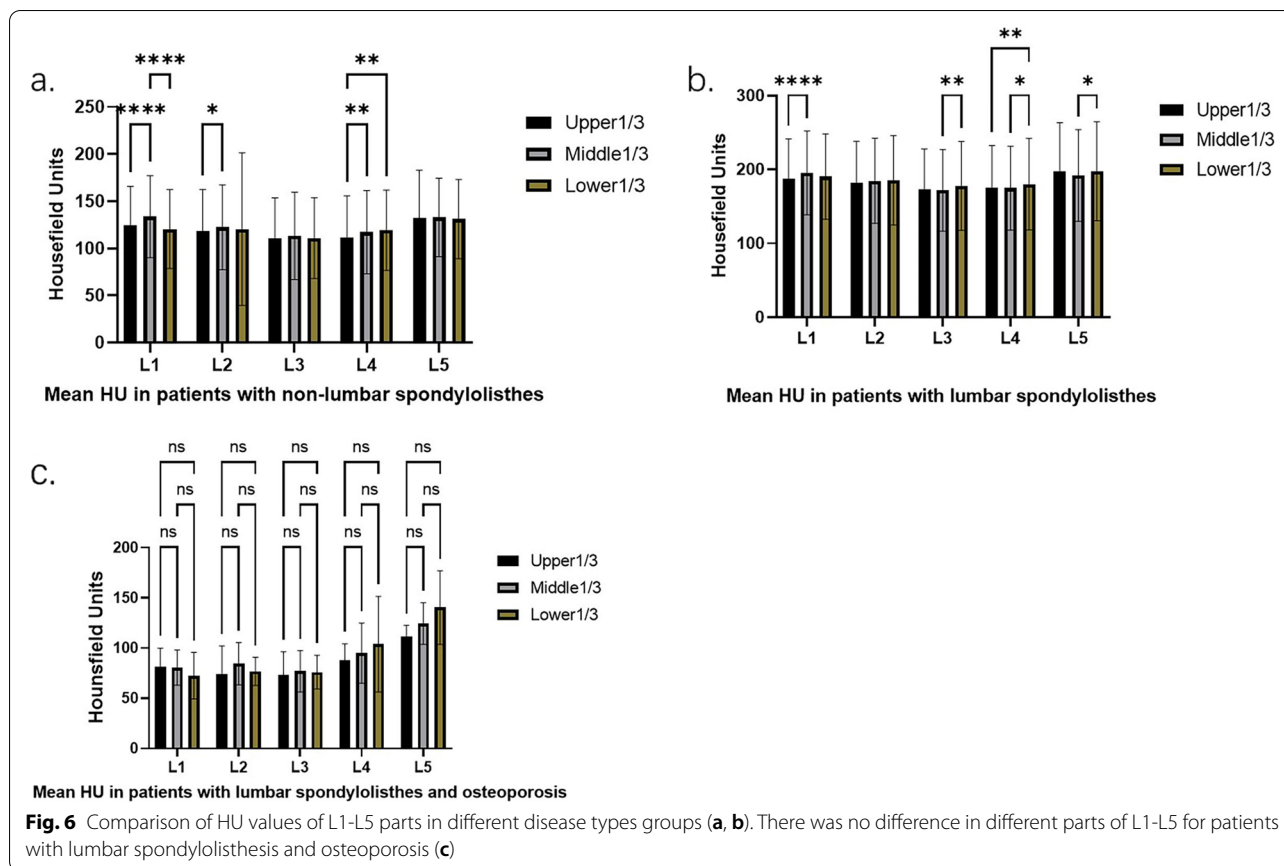 a.
****
****
*
**
**
250
200
150
100
50
0
Housefield Units
L1 L2 L3 L4 L5
Upper1/3
Middle1/3
Lower1/3
Mean HU in patients with non-lumbar spondylolisthes
b.
**
****
**
*
*
300
200
100
0
Housefield Units
L1 L2 L3 L4 L5
Upper1/3
Middle1/3
Lower1/3
Mean HU in patients with lumbar spondylolisthes
c.
ns ns ns ns ns
ns ns ns ns ns
ns ns ns ns ns
200
150
100
50
0
Hounsfield Units
L1 L2 L3 L4 L5
Upper1/3
Middle1/3
Lower1/3
Mean HU in patients with lumbar spondylolisthes and osteoporosis
Fig. 6 Comparison of HU values of L1-L5 parts in different disease types groups (a, b). There was no difference in different parts of L1-L5 for patients
with lumbar spondylolisthesis and osteoporosis (c)